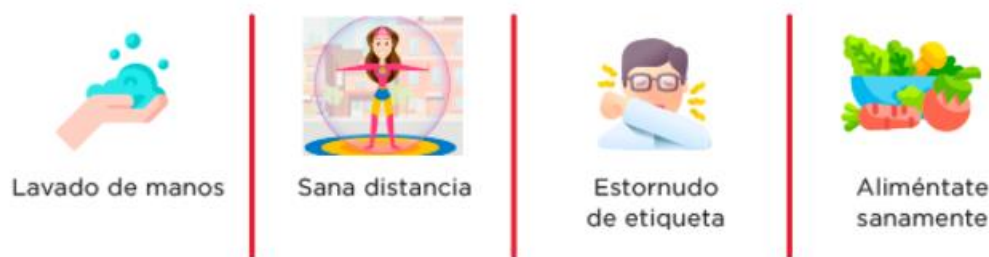 Lavado de manos
Sana distancia
Estornudo
de etiqueta
Aliméntate
sanamente